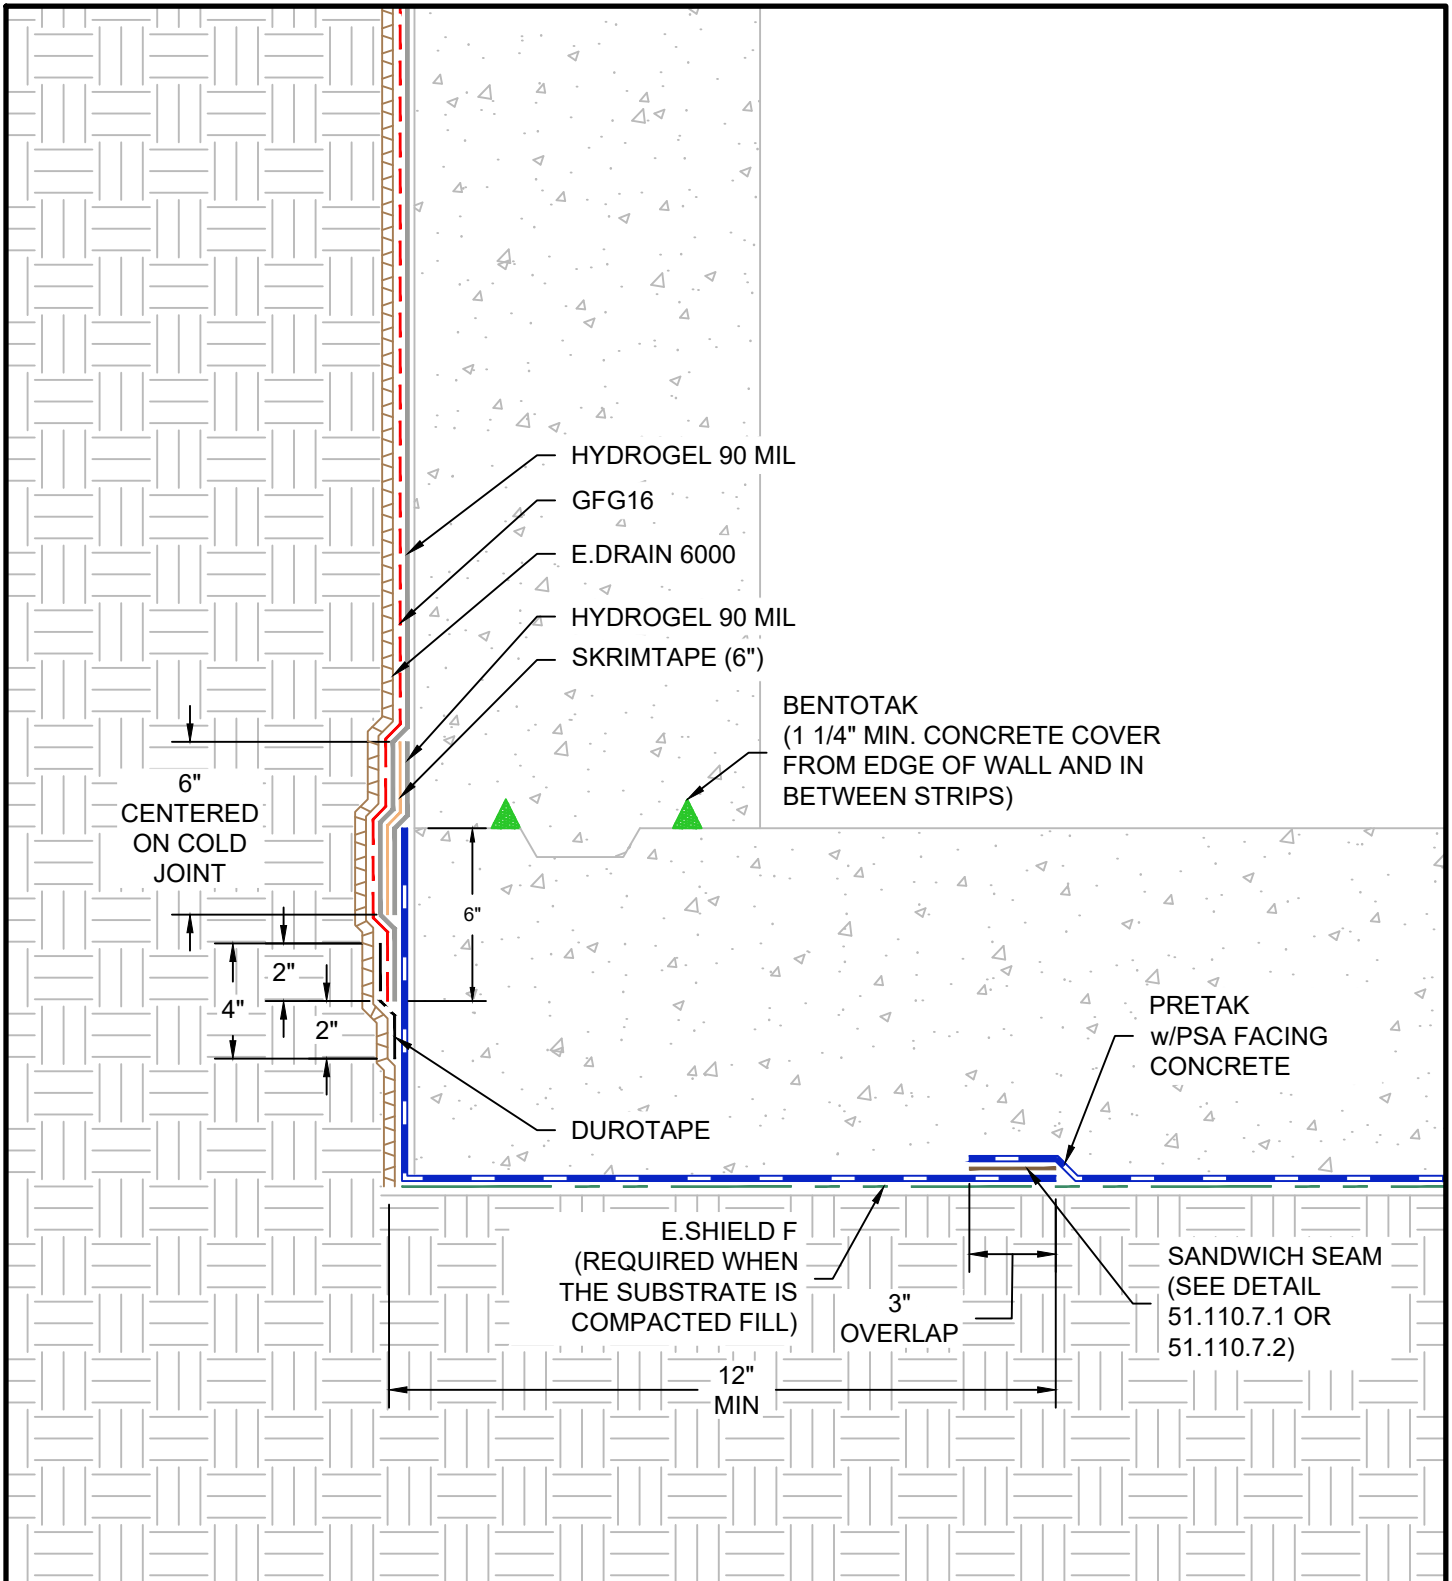 HYDROGEL 90 MIL
GFG16
E.DRAIN 6000
HYDROGEL 90 MIL
SKRIMTAPE (6")
BENTOTAK
(1 1/4" MIN. CONCRETE COVER
FROM EDGE OF WALL AND IN
BETWEEN STRIPS)
6"
CENTERED
ON COLD
JOINT
6"
2"
4"
2"
PRETAK
w/PSA FACING
CONCRETE
DUROTAPE
E.SHIELD F
(REQUIRED WHEN
THE SUBSTRATE IS
COMPACTED FILL)
3"
OVERLAP
SANDWICH SEAM
(SEE DETAIL
51.110.7.1 OR
51.110.7.2)
12"
MIN